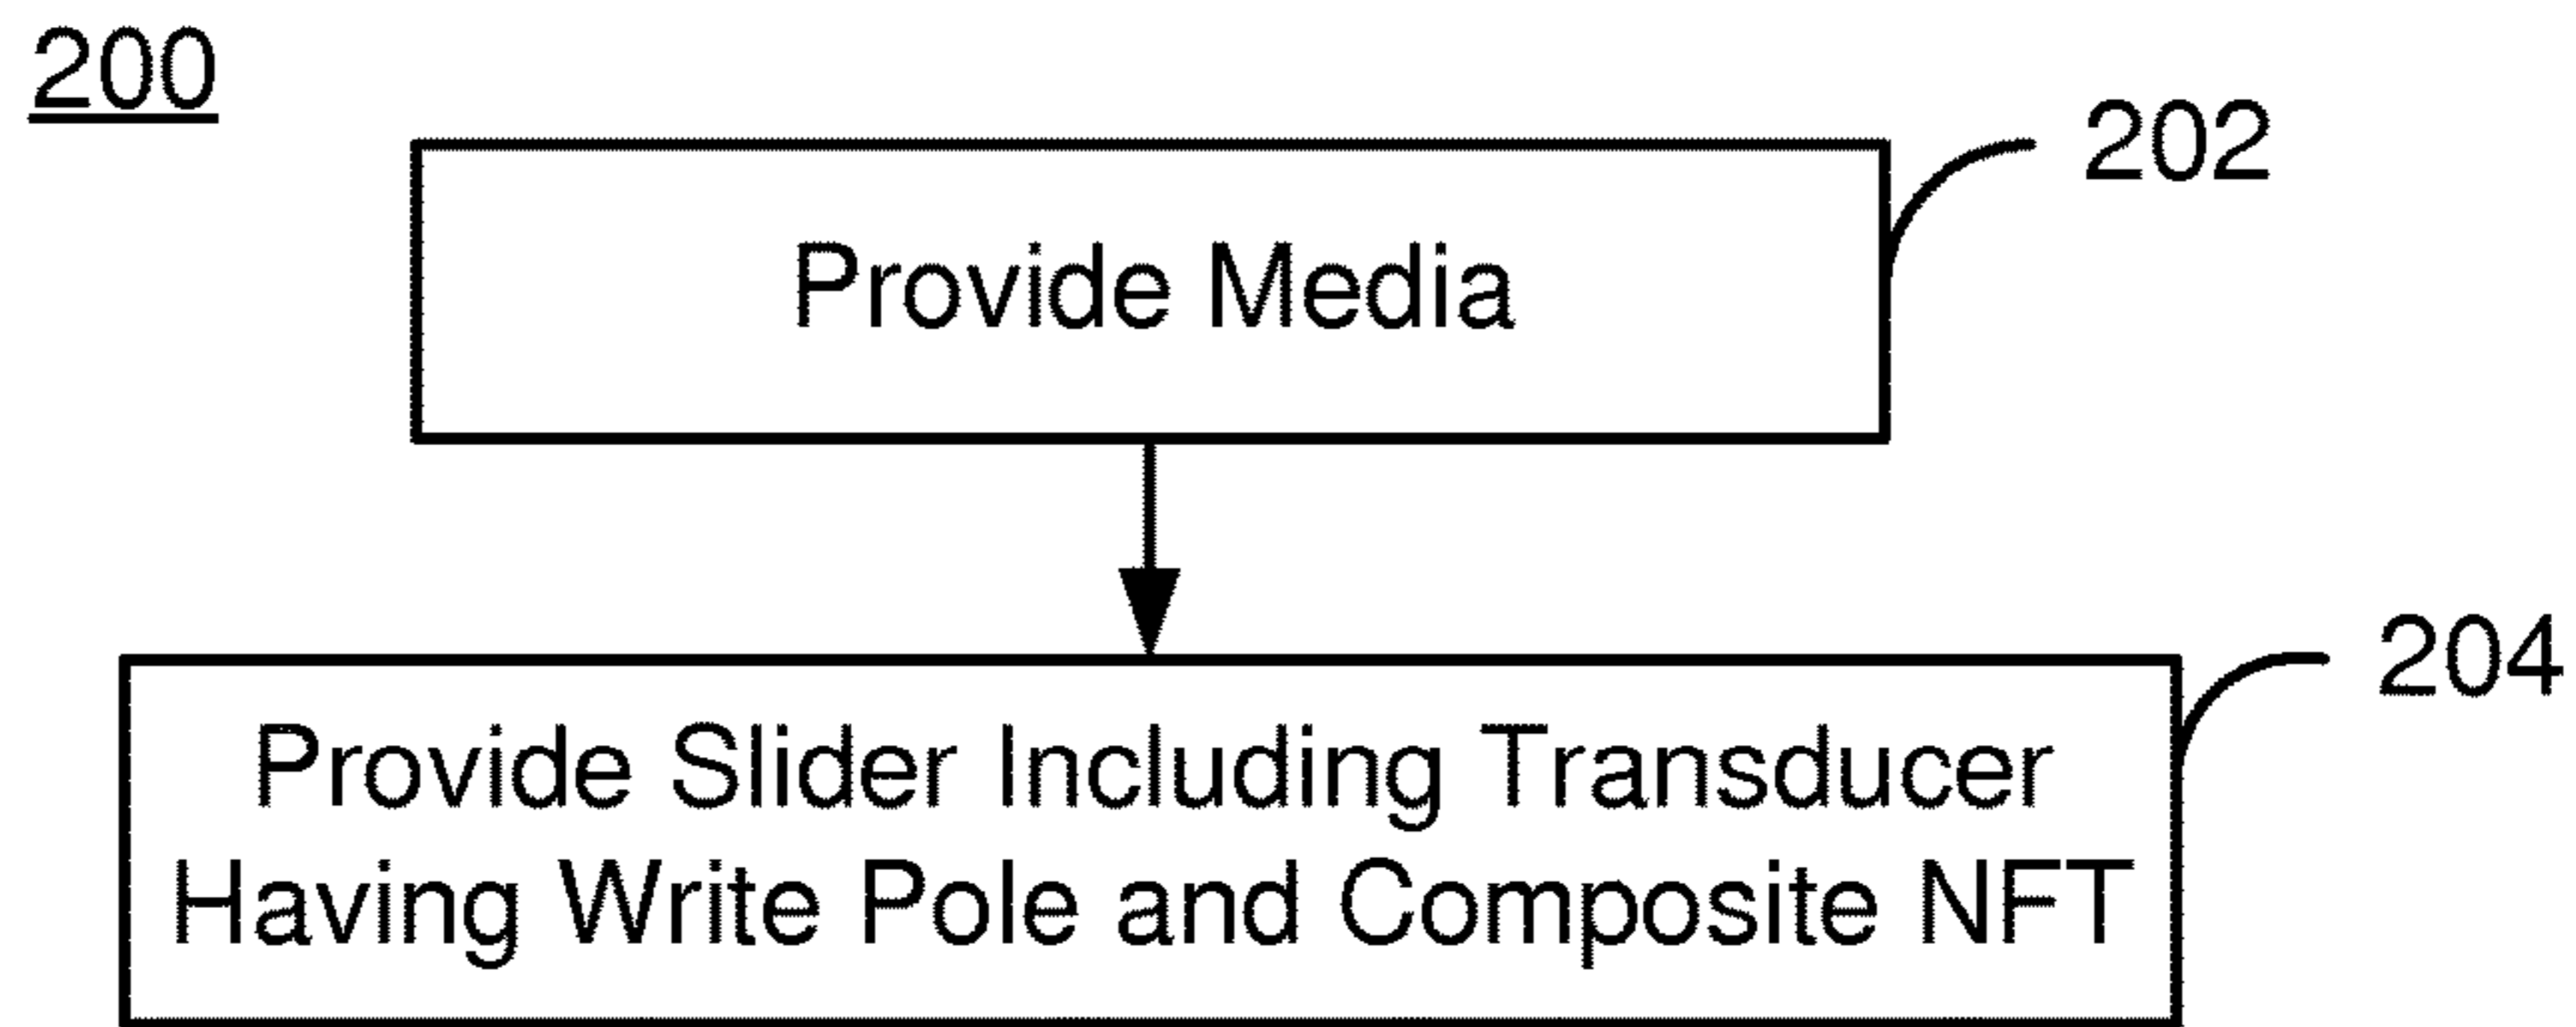 200
202
Provide Media
204
Provide Slider Including Transducer
Having Write Pole and Composite NFT